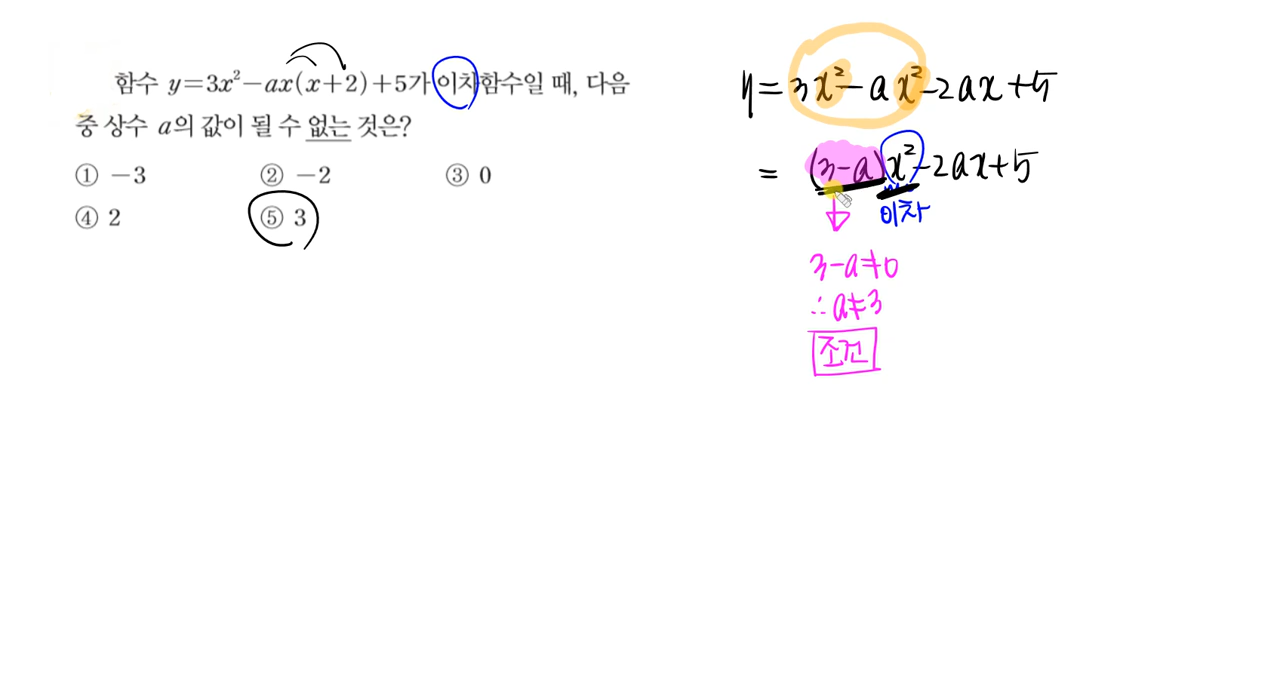 함수 y=3x²-ax(x+2)+5가 이차함수일 때, 다음
중 상수 a의 값이 될 수 없는 것은?
① -3 ② -2 ③ 0
④ 2 ⑤ 3
y=3x²-ax²-2ax+5
= (3-a)x²-2ax+5
이차
3-a≠0
∴a≠3
조건